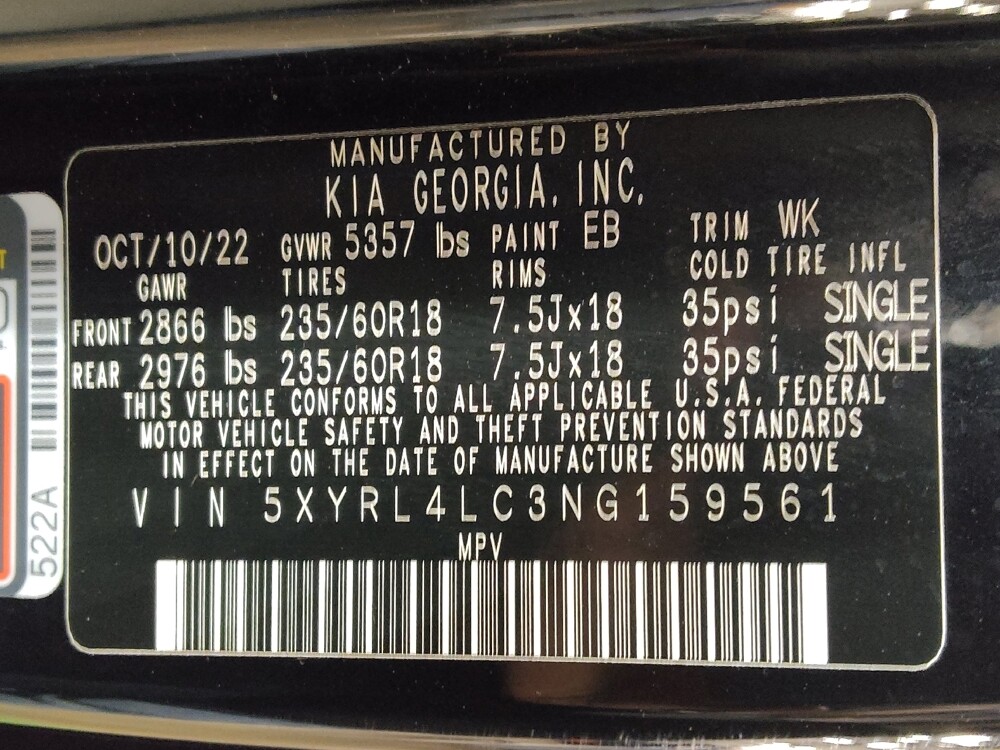 MANUFACTURED BY
KIA GEORGIA, INC.
OCT/10/22 GVWR 5357 lbs PAINT EB TRIM WK
GAWR TIRES RIMS COLD TIRE INFL
FRONT 2866 lbs 235/60R18 7.5Jx18 35psi SINGLE
REAR 2976 lbs 235/60R18 7.5Jx18 35psi SINGLE
THIS VEHICLE CONFORMS TO ALL APPLICABLE U.S.A. FEDERAL
MOTOR VEHICLE SAFETY AND THEFT PREVENTION STANDARDS
IN EFFECT ON THE DATE OF MANUFACTURE SHOWN ABOVE
VIN 5XYRL4LC3NG159561
MPV
522A